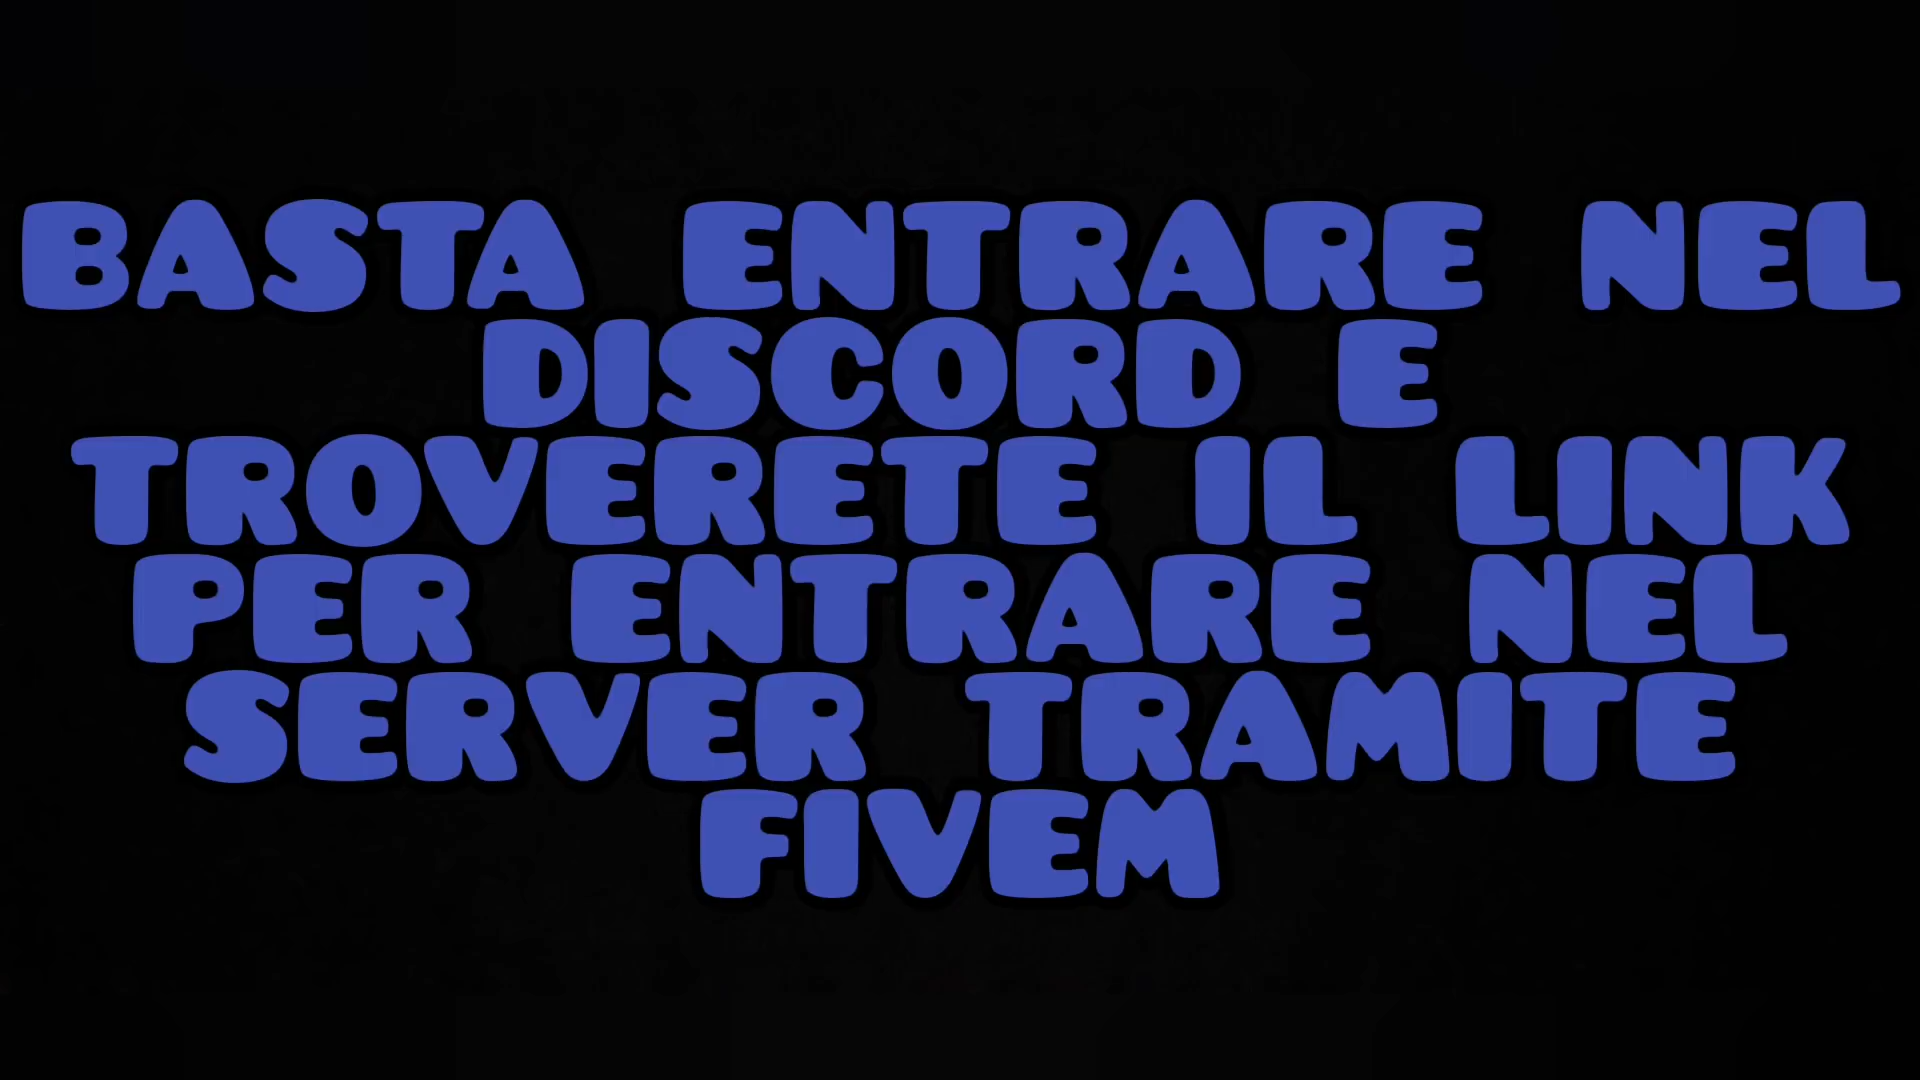 BASTA ENTRARE NEL
DISCORD E
TROVERETE IL LINK
PER ENTRARE NEL
SERVER TRAMITE
FIVEM